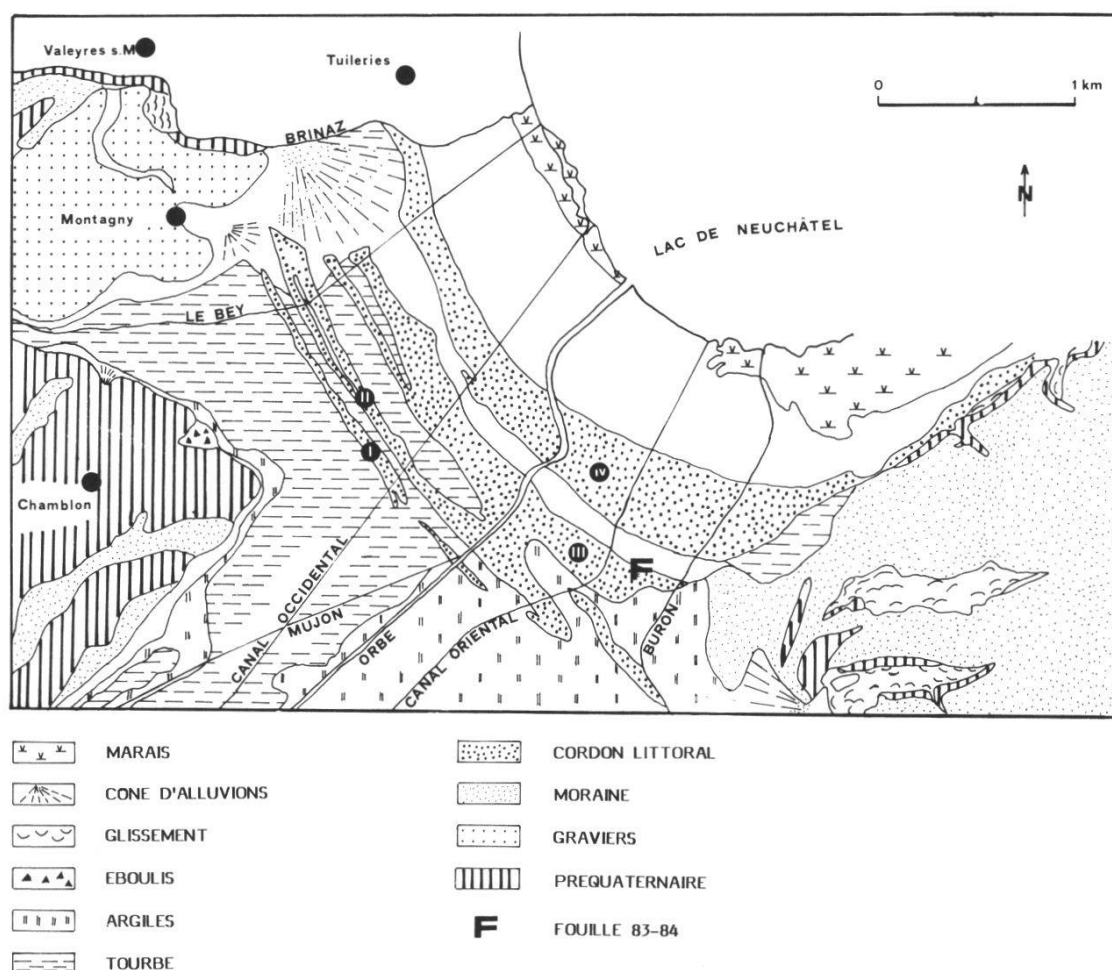 Valeyres s.M
Tuileries
0 1 km
BRINAZ
N
Montagny
LAC DE NEUCHÂTEL
LE BEY
II
I
IV
Chamblon
III
F
CANAL OCCIDENTAL
MUJON
ORBE
CANAL ORIENTAL
BURON
MARAIS
CONE D'ALLUVIONS
GLISSEMENT
EBOULIS
ARGILES
TOURBE
CORDON LITTORAL
MORAINE
GRAVIERS
PREQUATERNAIRE
F FOUILLE 83-84